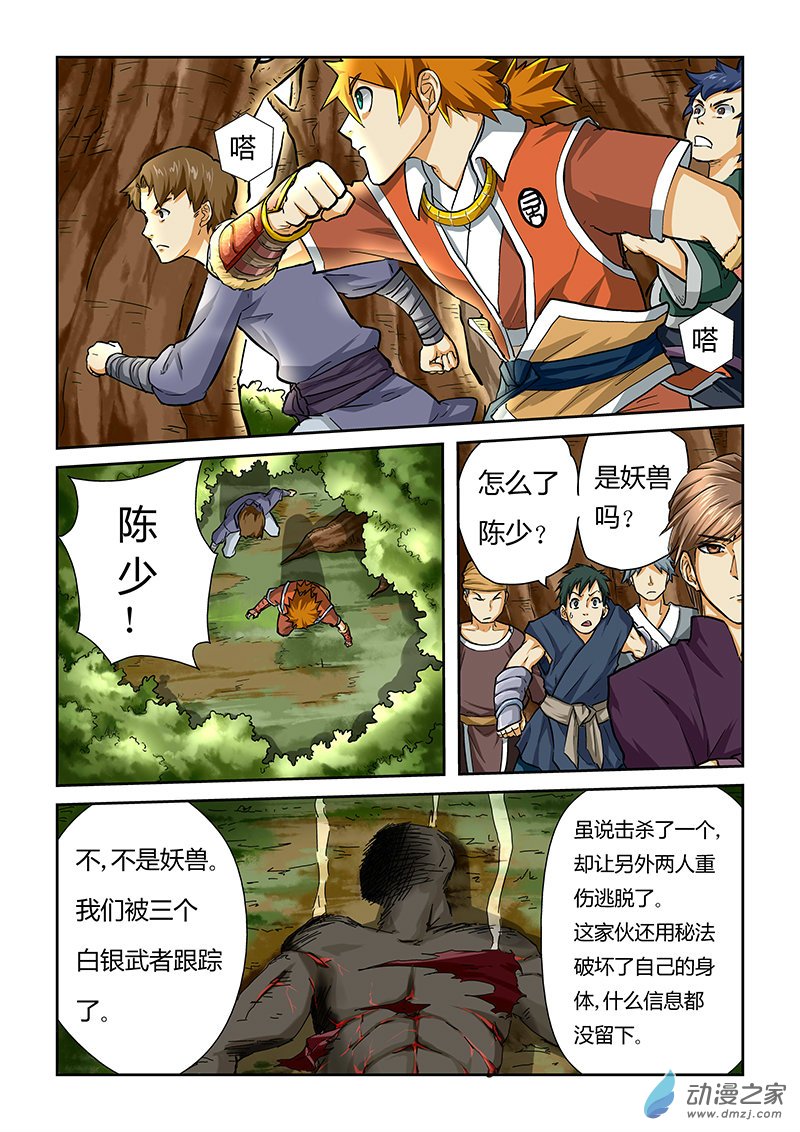 嗒
嗒
陈
少
！
怎么了
陈少？
是妖兽
吗？
不,不是妖兽。
我们被三个
白银武者跟踪
了。
虽说击杀了一个,
却让另外两人重
伤逃脱了。
这家伙还用秘法
破坏了自己的身
体,什么信息都
没留下。
动漫之家
www.dmzj.com